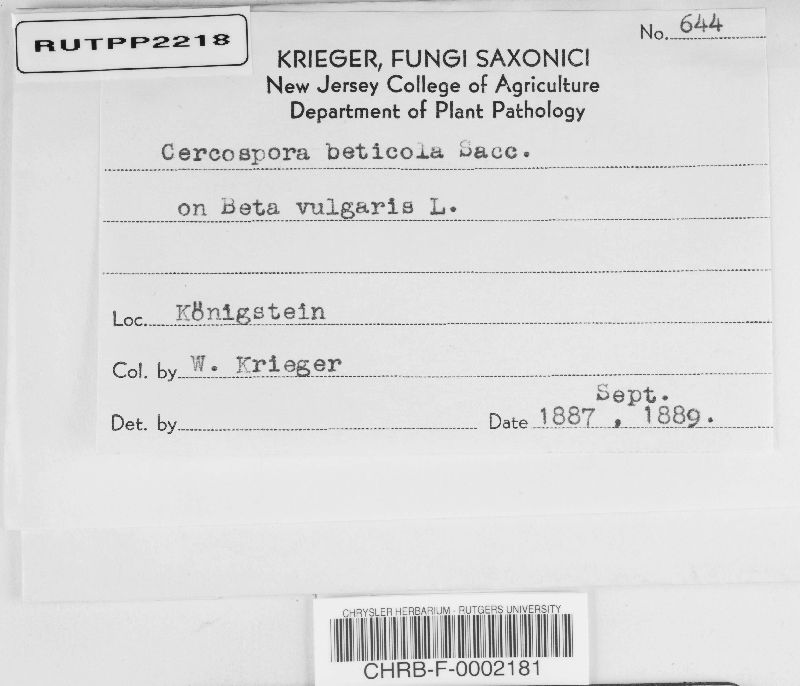 RUTPP2218
No. 644
KRIEGER, FUNGI SAXONICI
New Jersey College of Agriculture
Department of Plant Pathology
Cercospora beticola Sacc.
on Beta vulgaris L.
Loc. Königstein
Col. by W. Krieger
Sept.
Det. by Date 1887 , 1889.
CHRYSLER HERBARIUM - RUTGERS UNIVERSITY
CHRB-F-0002181